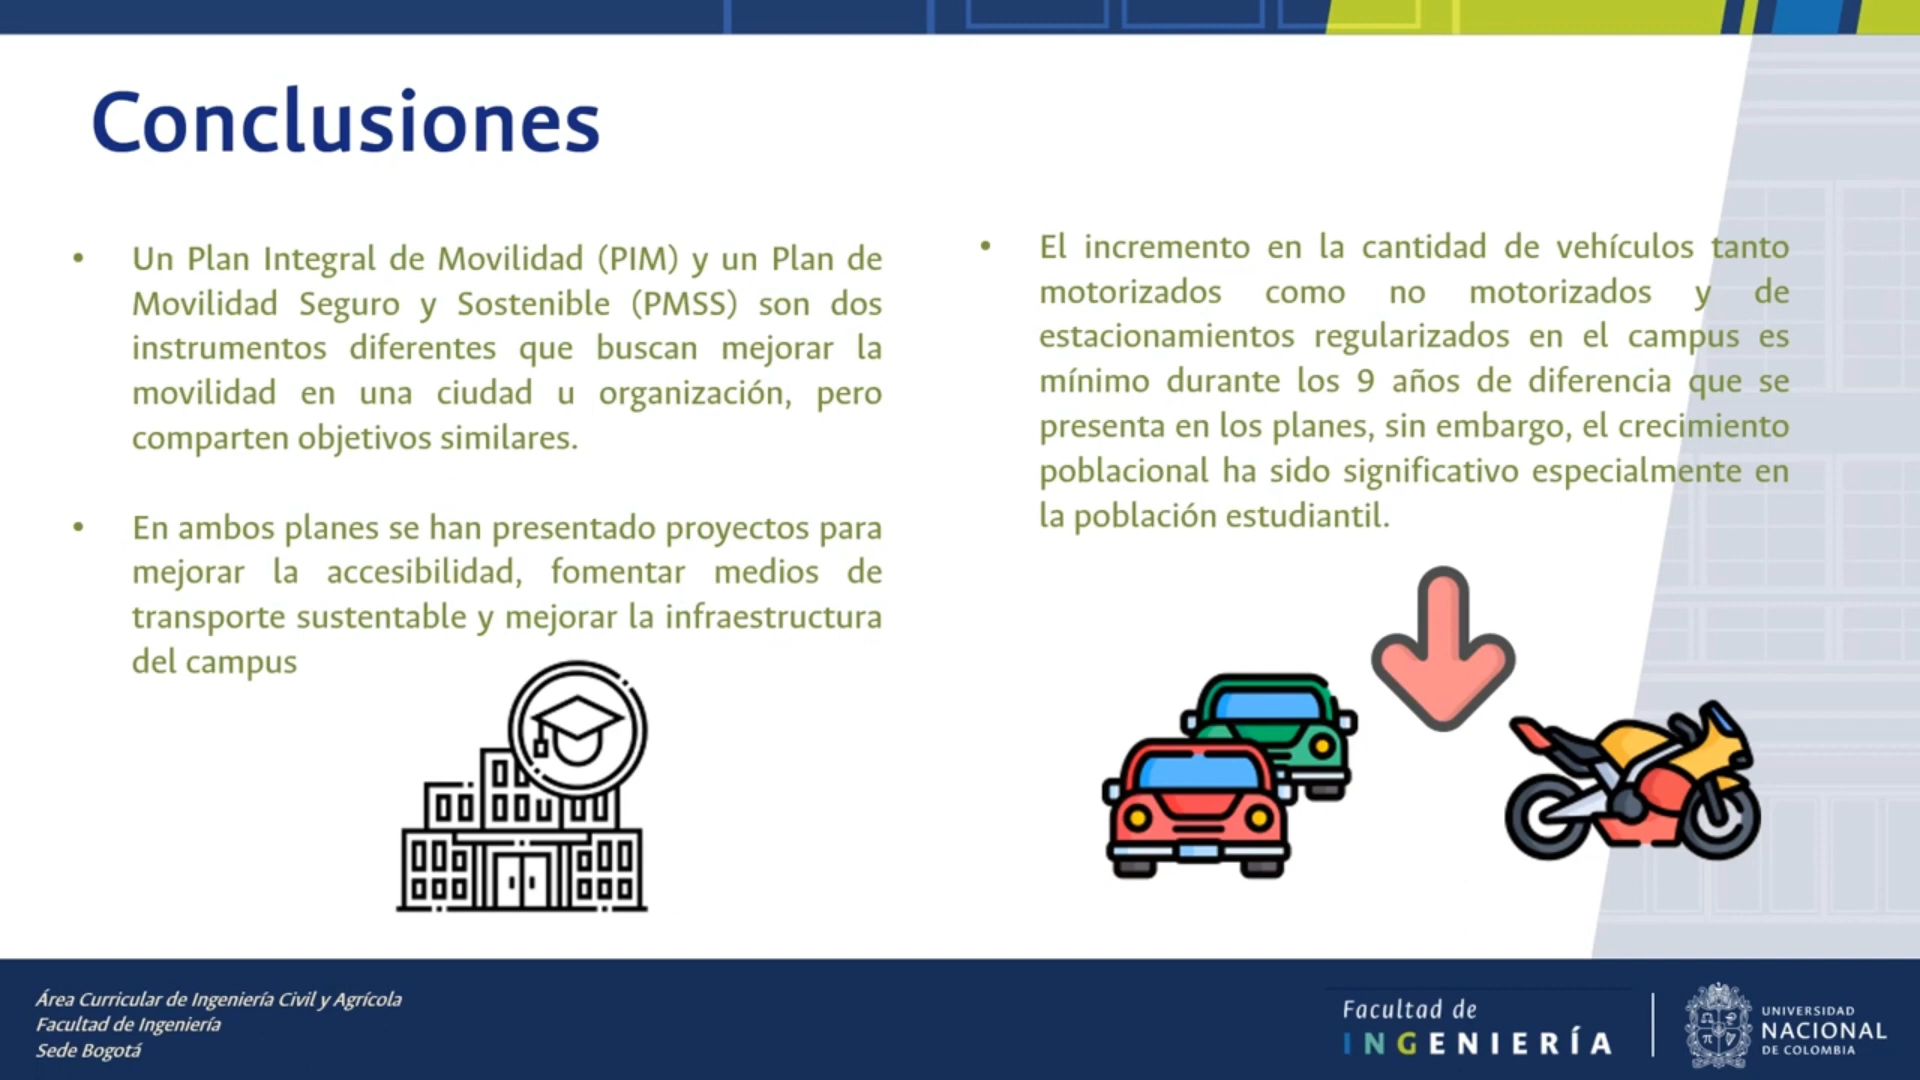 Conclusiones
• Un Plan Integral de Movilidad (PIM) y un Plan de
Movilidad Seguro y Sostenible (PMSS) son dos
instrumentos diferentes que buscan mejorar la
movilidad en una ciudad u organización, pero
comparten objetivos similares.
• En ambos planes se han presentado proyectos para
mejorar la accesibilidad, fomentar medios de
transporte sustentable y mejorar la infraestructura
del campus
• El incremento en la cantidad de vehículos tanto
motorizados como no motorizados y de
estacionamientos regularizados en el campus es
mínimo durante los 9 años de diferencia que se
presenta en los planes, sin embargo, el crecimiento
poblacional ha sido significativo especialmente en
la población estudiantil.
Área Curricular de Ingeniería Civil y Agrícola
Facultad de Ingeniería
Sede Bogotá
Facultad de
INGENIERÍA
UNIVERSIDAD
NACIONAL
DE COLOMBIA